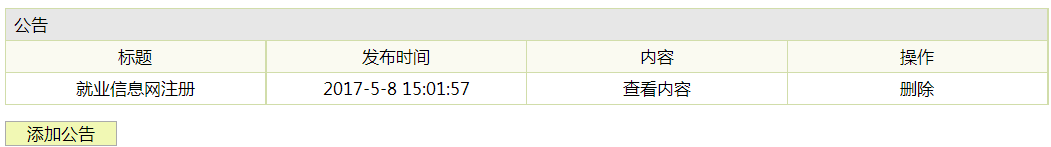 公告
标题 发布时间 内容 操作
就业信息网注册 2017-5-8 15:01:57 查看内容 删除
添加公告